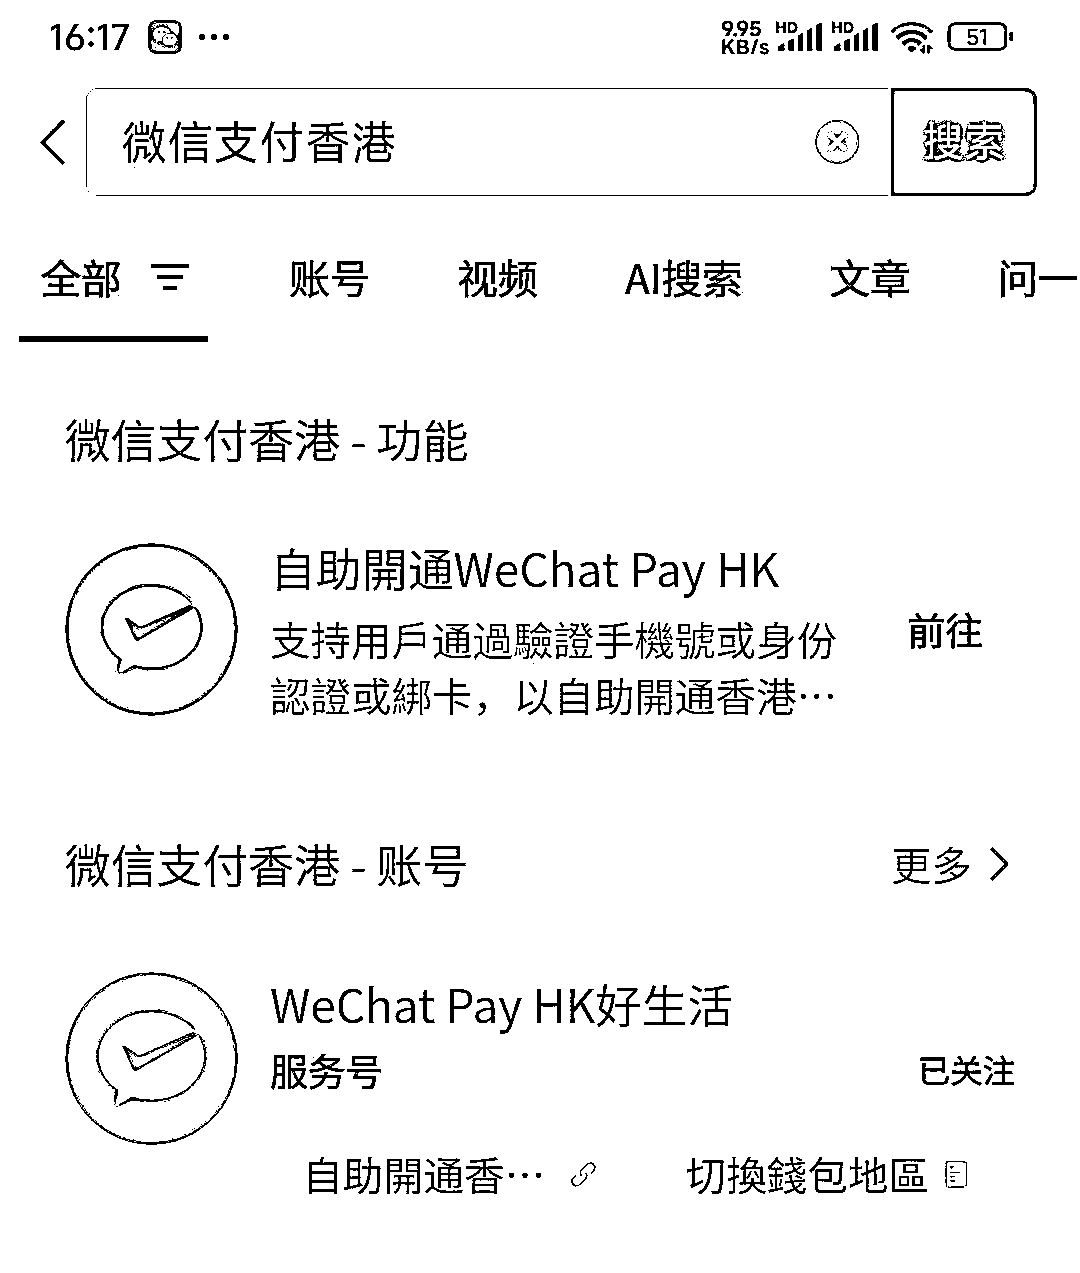 16:17 ··· 9.95 KB/s HD HD 51
微信支付香港 搜索
全部 账号 视频 AI搜索 文章 问一
微信支付香港 - 功能
自助開通WeChat Pay HK
支持用戶通過驗證手機號或身份 前往
認證或綁卡，以自助開通香港…
微信支付香港 - 账号 更多
WeChat Pay HK好生活
服务号 已关注
自助開通香… 切換錢包地區